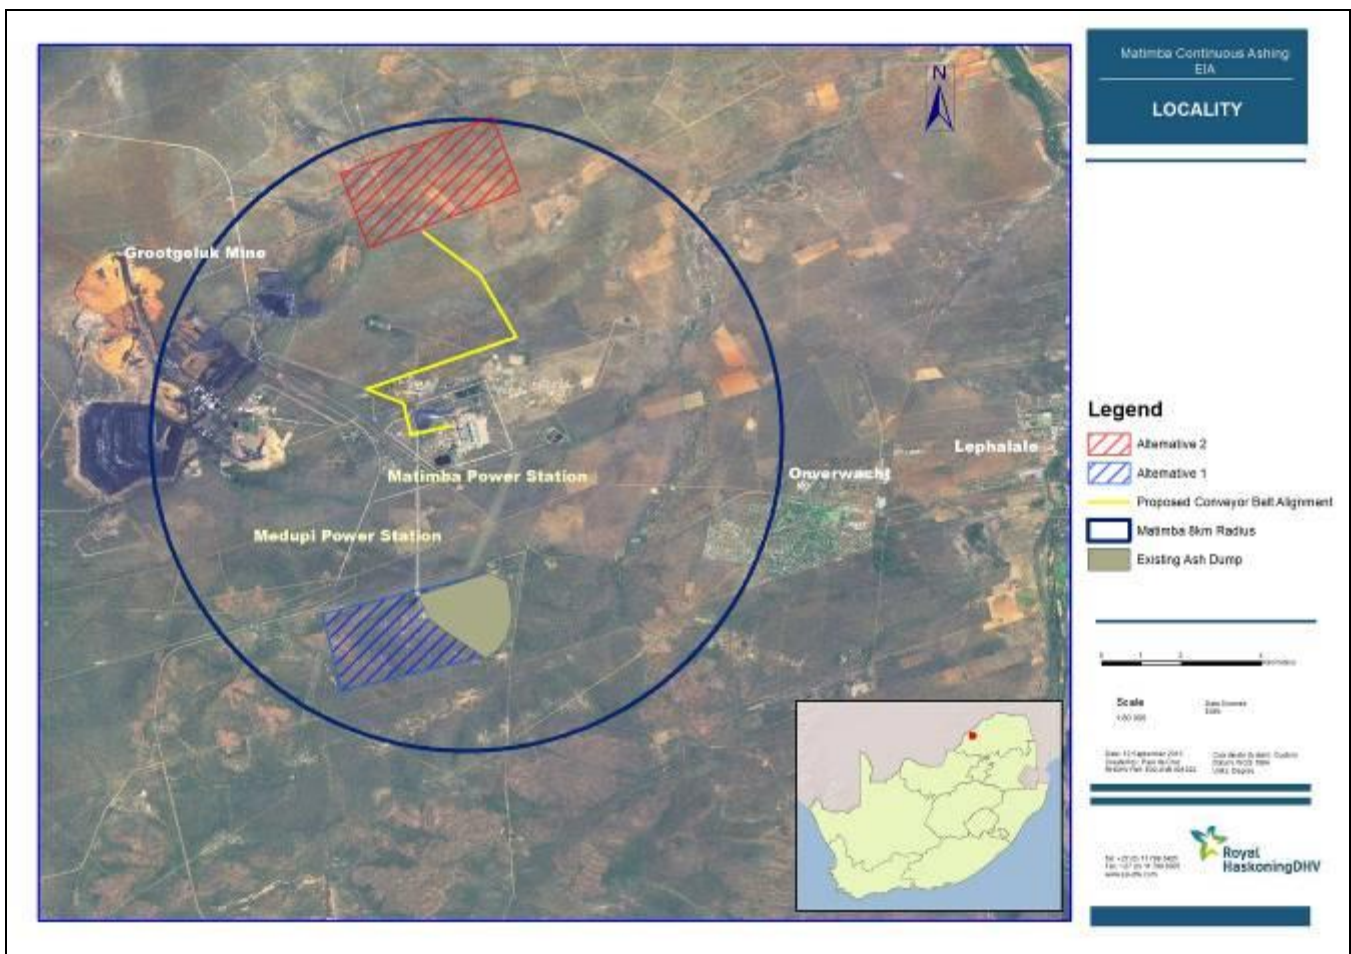 Matimba Continuous Ashing
EIA
LOCALITY
N
Grootgeluk Mine
Matimba Power Station
Medupi Power Station
Onverwacht
Lephalale
Legend
Alternative 2
Alternative 1
Proposed Conveyor Belt Alignment
Matimba 8km Radius
Existing Ash Dump
Scale
Royal
HaskoningDHV